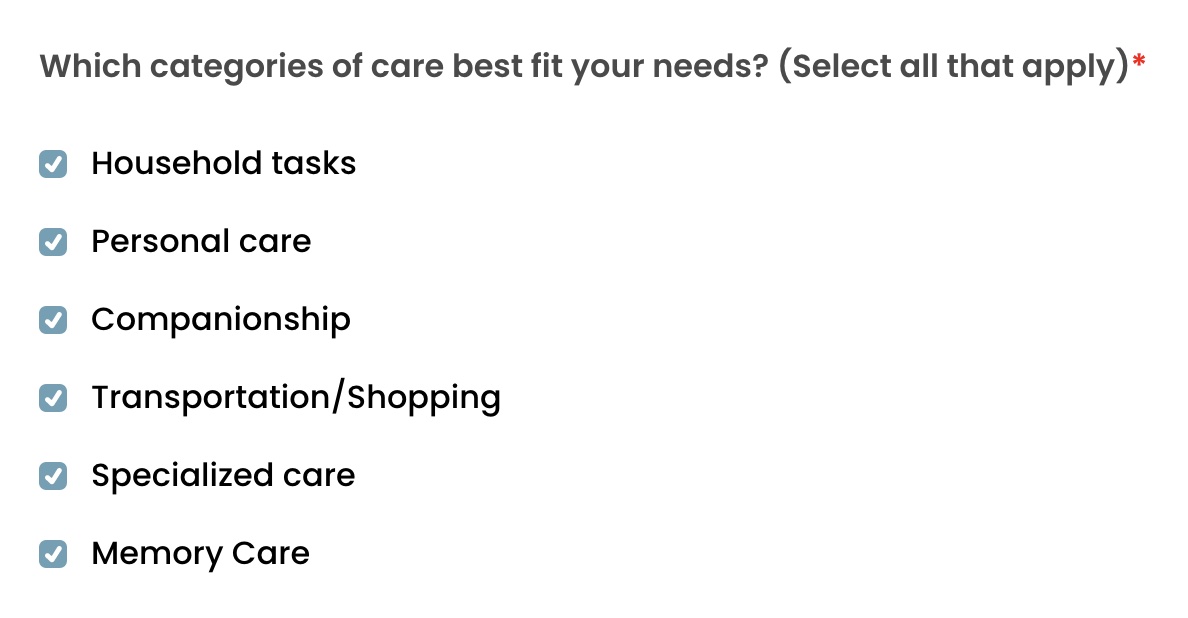 Which categories of care best fit your needs? (Select all that apply)*
Household tasks
Personal care
Companionship
Transportation/Shopping
Specialized care
Memory Care